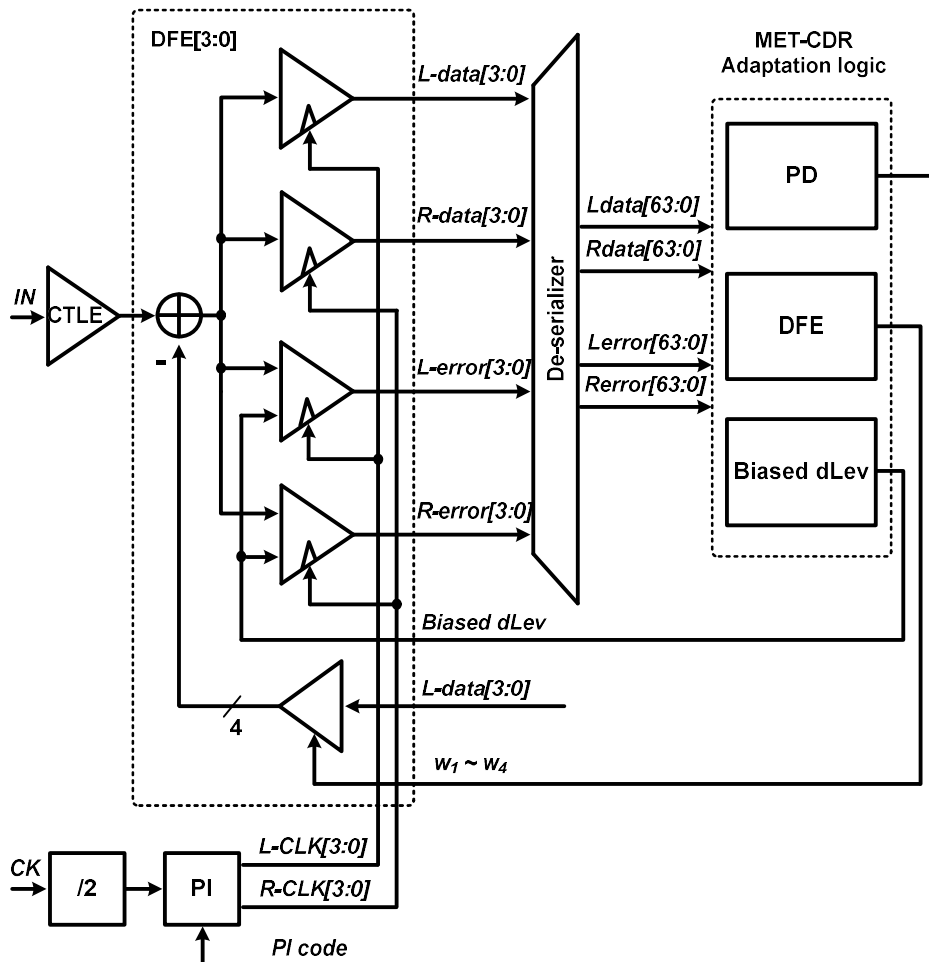 DFE[3:0]
MET-CDR
Adaptation logic
L-data[3:0]
PD
R-data[3:0]
Ldata[63:0]
Rdata[63:0]
IN
CTLE
-
De-serializer
DFE
L-error[3:0]
Lerror[63:0]
Rerror[63:0]
Biased dLev
R-error[3:0]
Biased dLev
L-data[3:0]
4
w1 ~ w4
L-CLK[3:0]
CK
/2
PI
R-CLK[3:0]
PI code